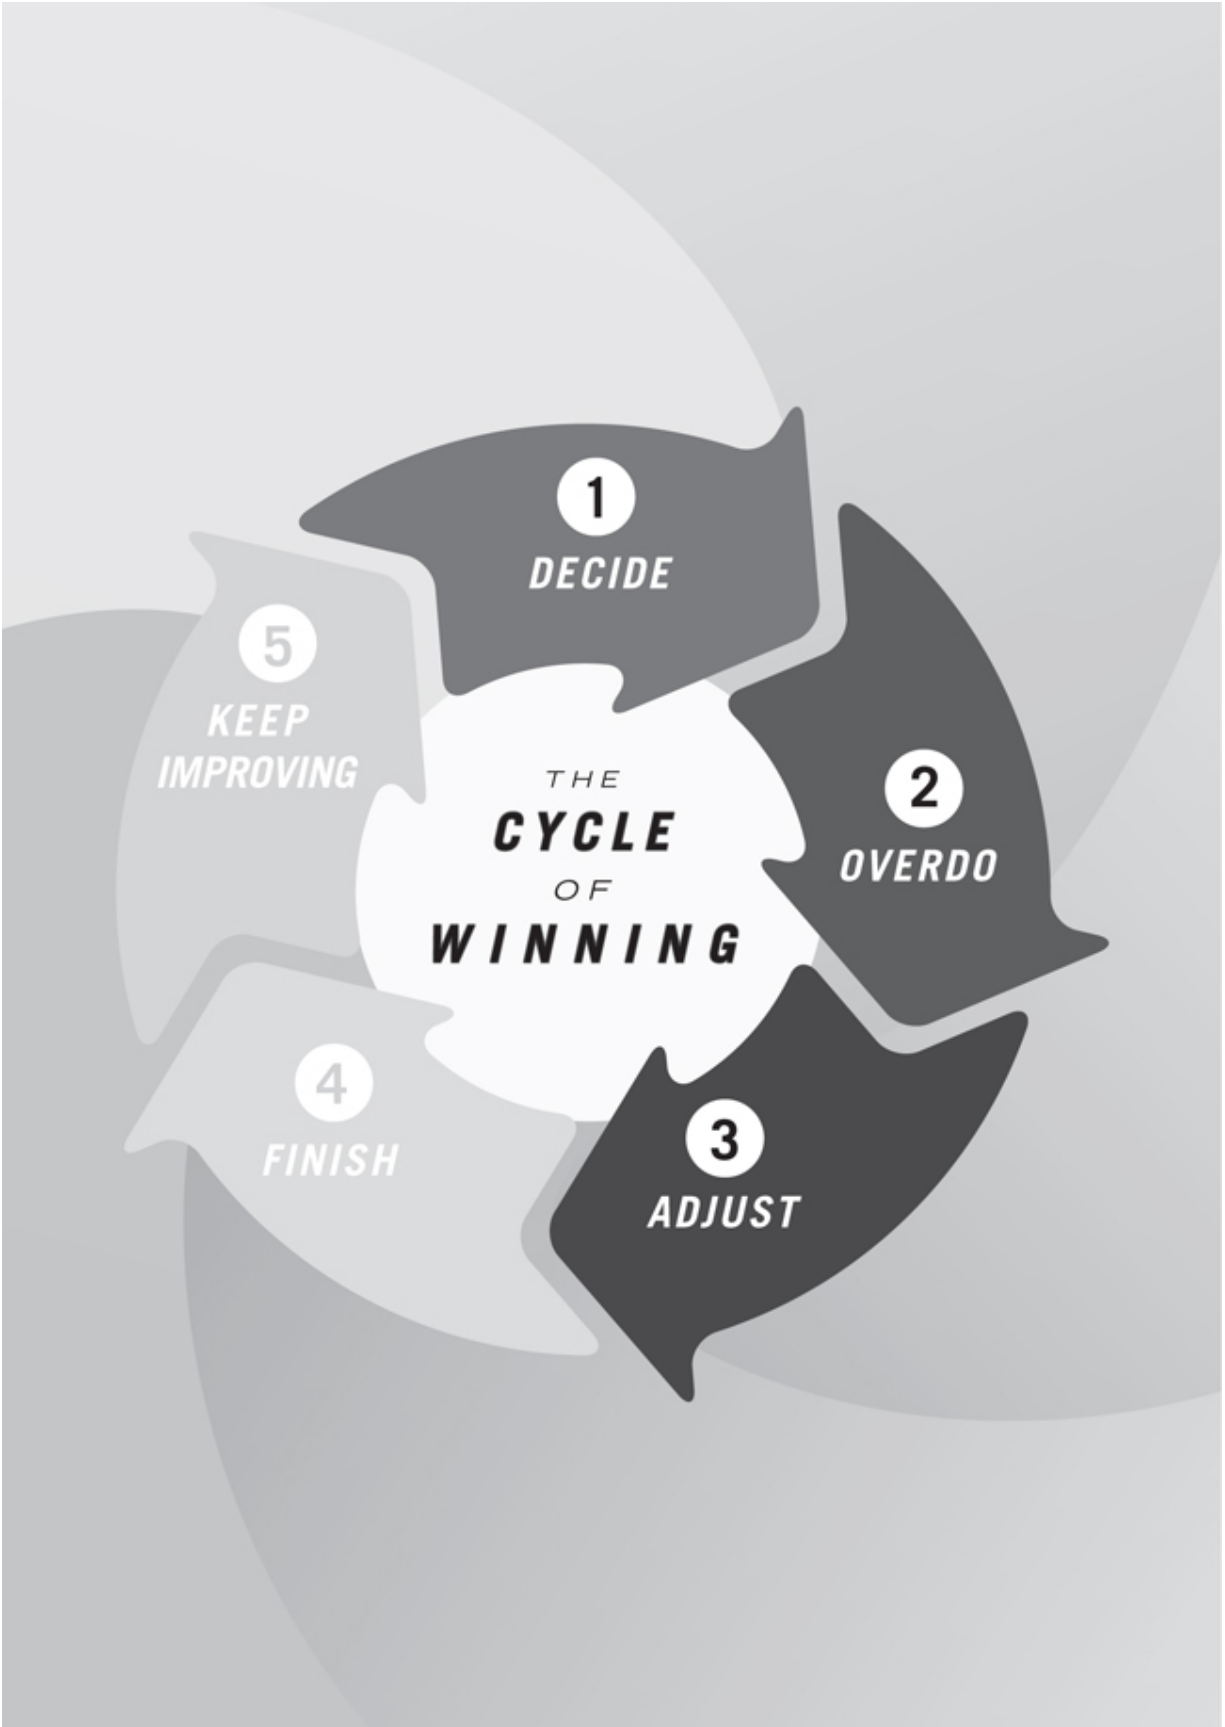 THE
CYCLE
OF
WINNING
1
DECIDE
2
OVERDO
3
ADJUST
4
FINISH
5
KEEP
IMPROVING